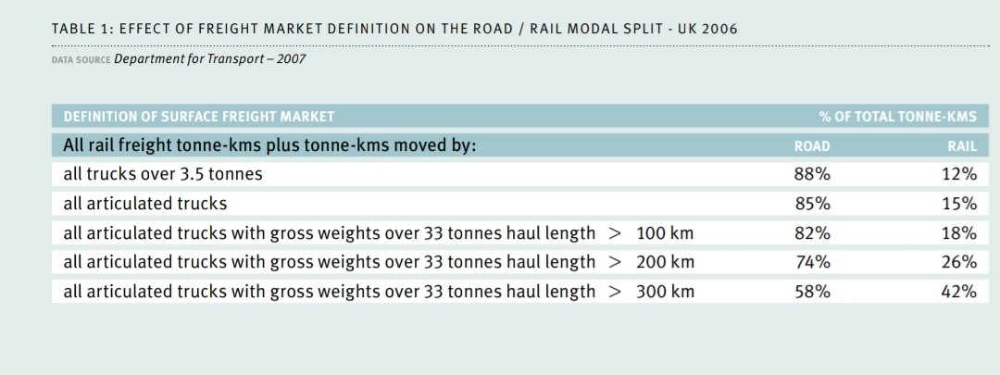 TABLE 1: EFFECT OF FREIGHT MARKET DEFINITION ON THE ROAD / RAIL MODAL SPLIT - UK 2006
DATA SOURCE Department for Transport – 2007
DEFINITION OF SURFACE FREIGHT MARKET % OF TOTAL TONNE-KMS
All rail freight tonne-kms plus tonne-kms moved by: ROAD RAIL
all trucks over 3.5 tonnes 88% 12%
all articulated trucks 85% 15%
all articulated trucks with gross weights over 33 tonnes haul length > 100 km 82% 18%
all articulated trucks with gross weights over 33 tonnes haul length > 200 km 74% 26%
all articulated trucks with gross weights over 33 tonnes haul length > 300 km 58% 42%